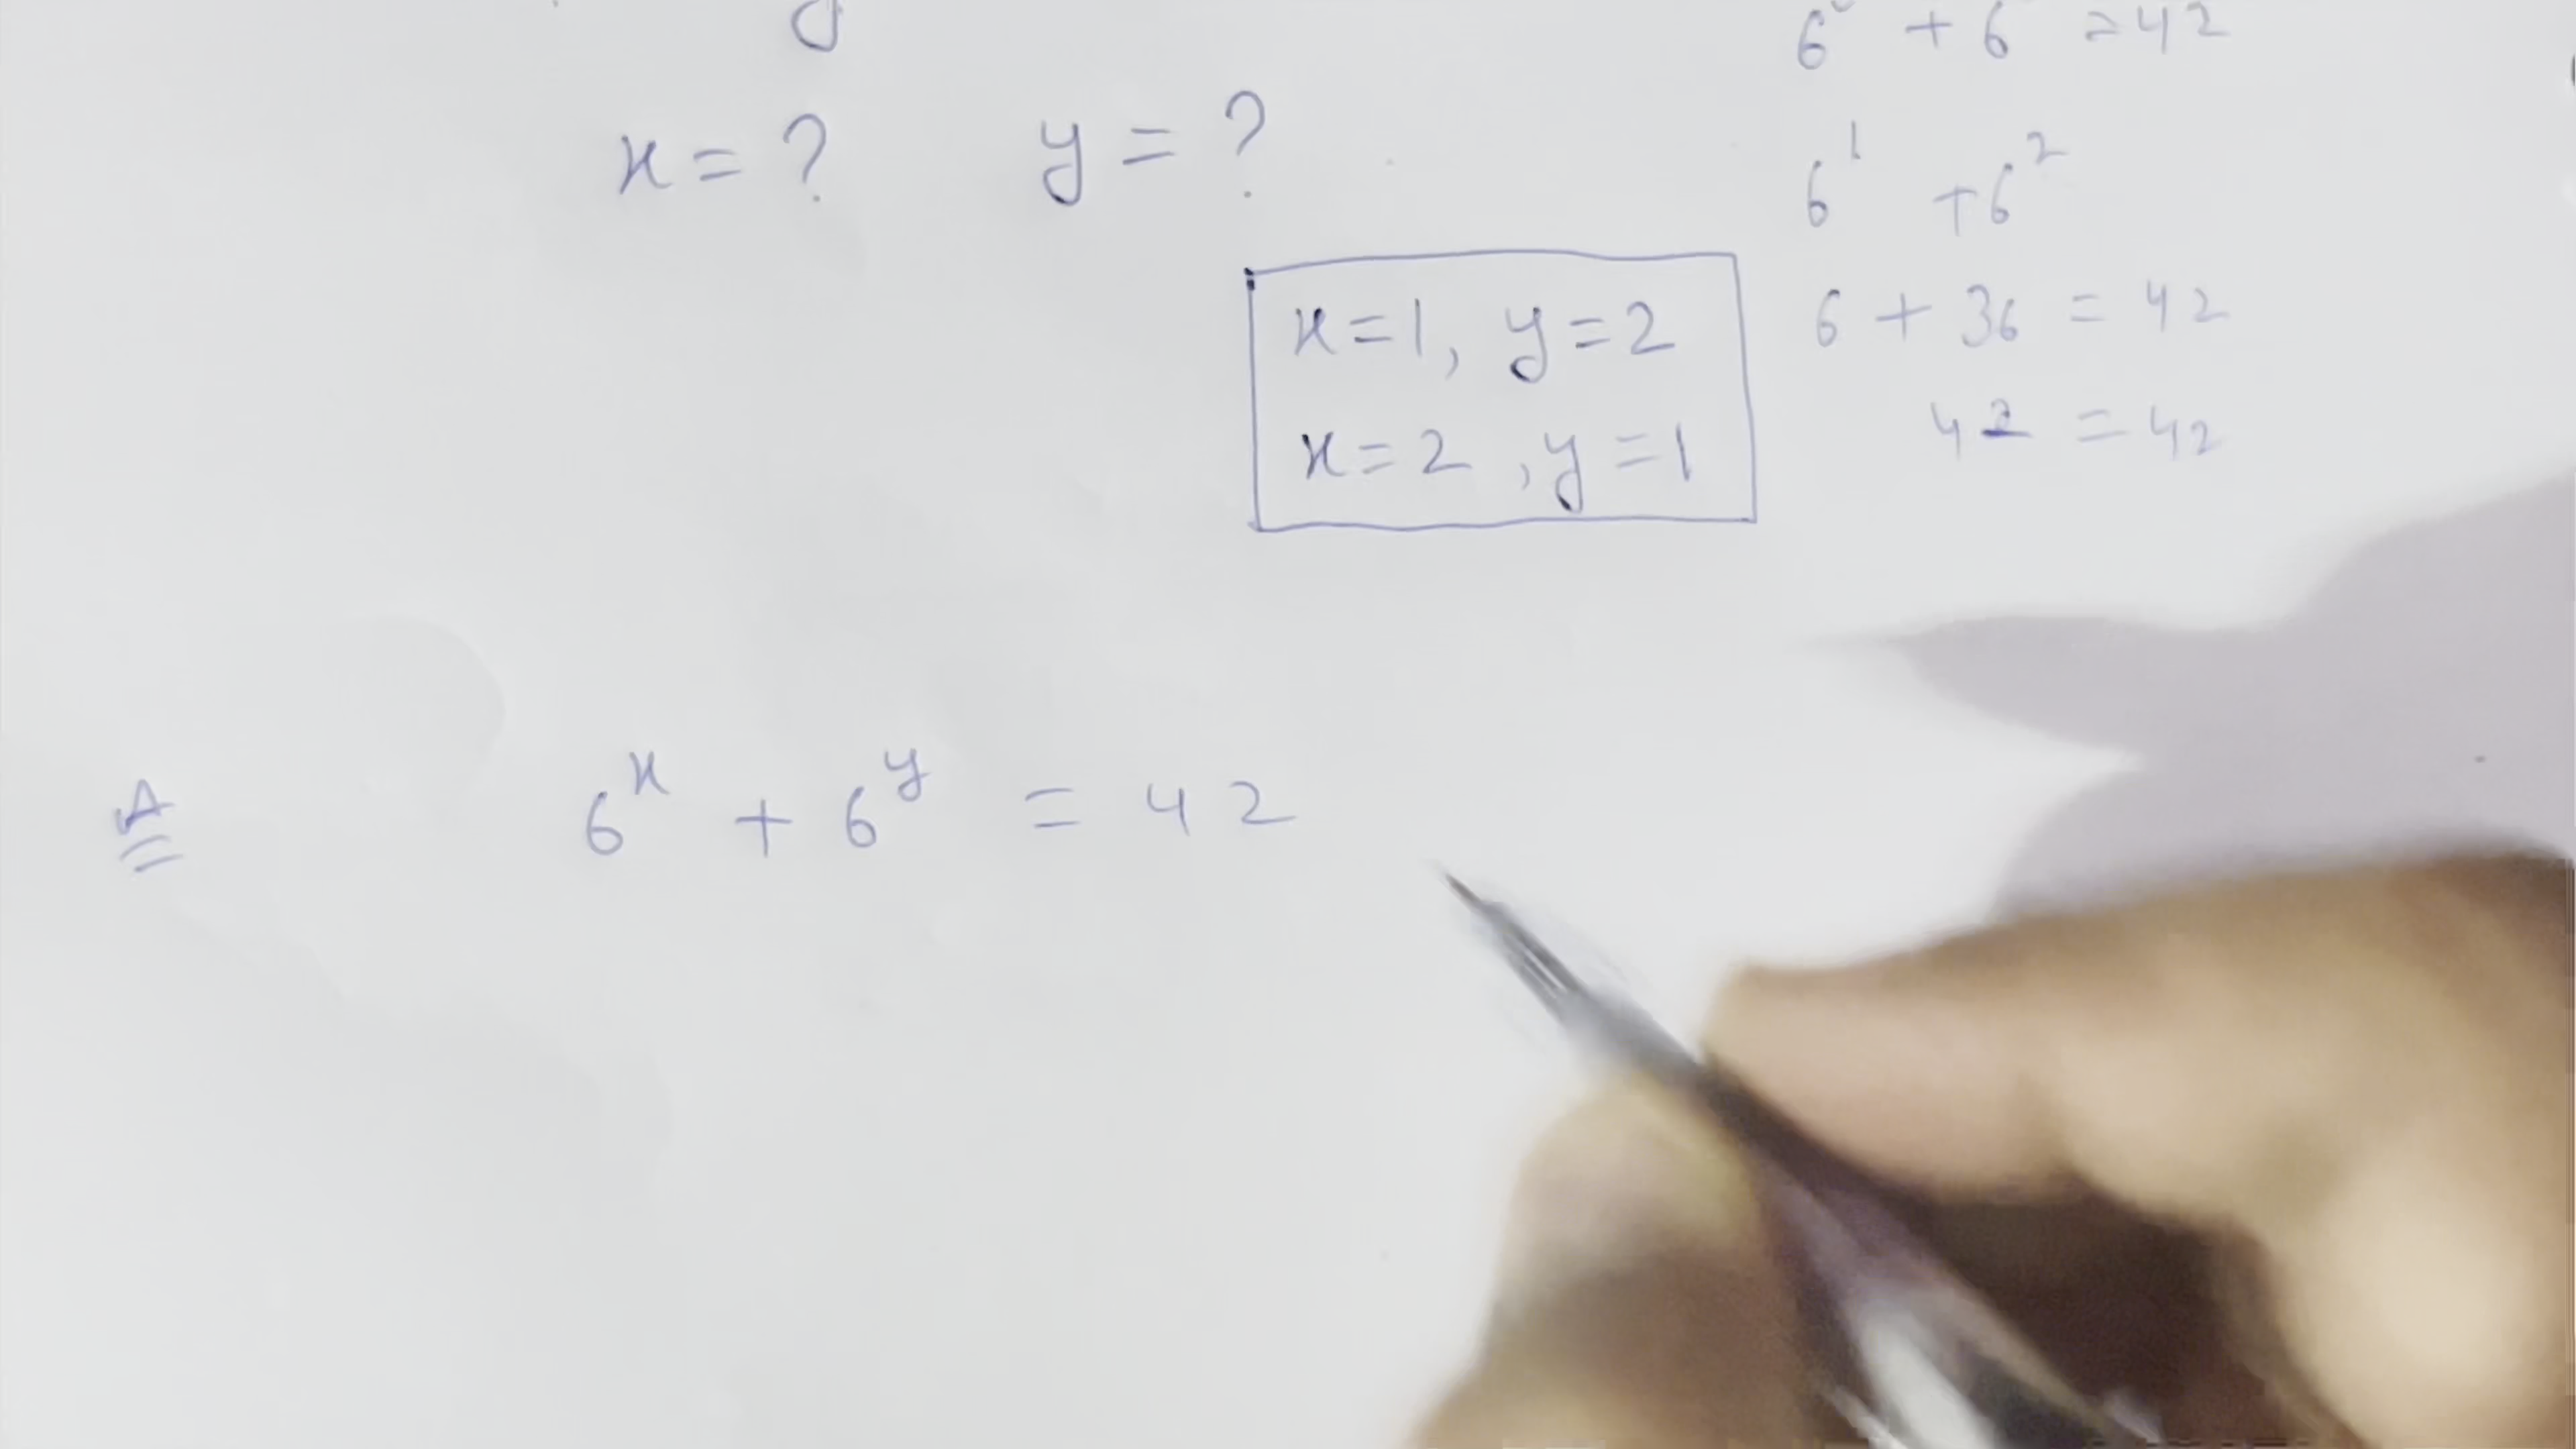 6 + 6 = 42
x = ? y = ?
6¹ + 6²
x = 1, y = 2
6 + 36 = 42
x = 2, y = 1
42 = 42
A 6ˣ + 6ʸ = 42